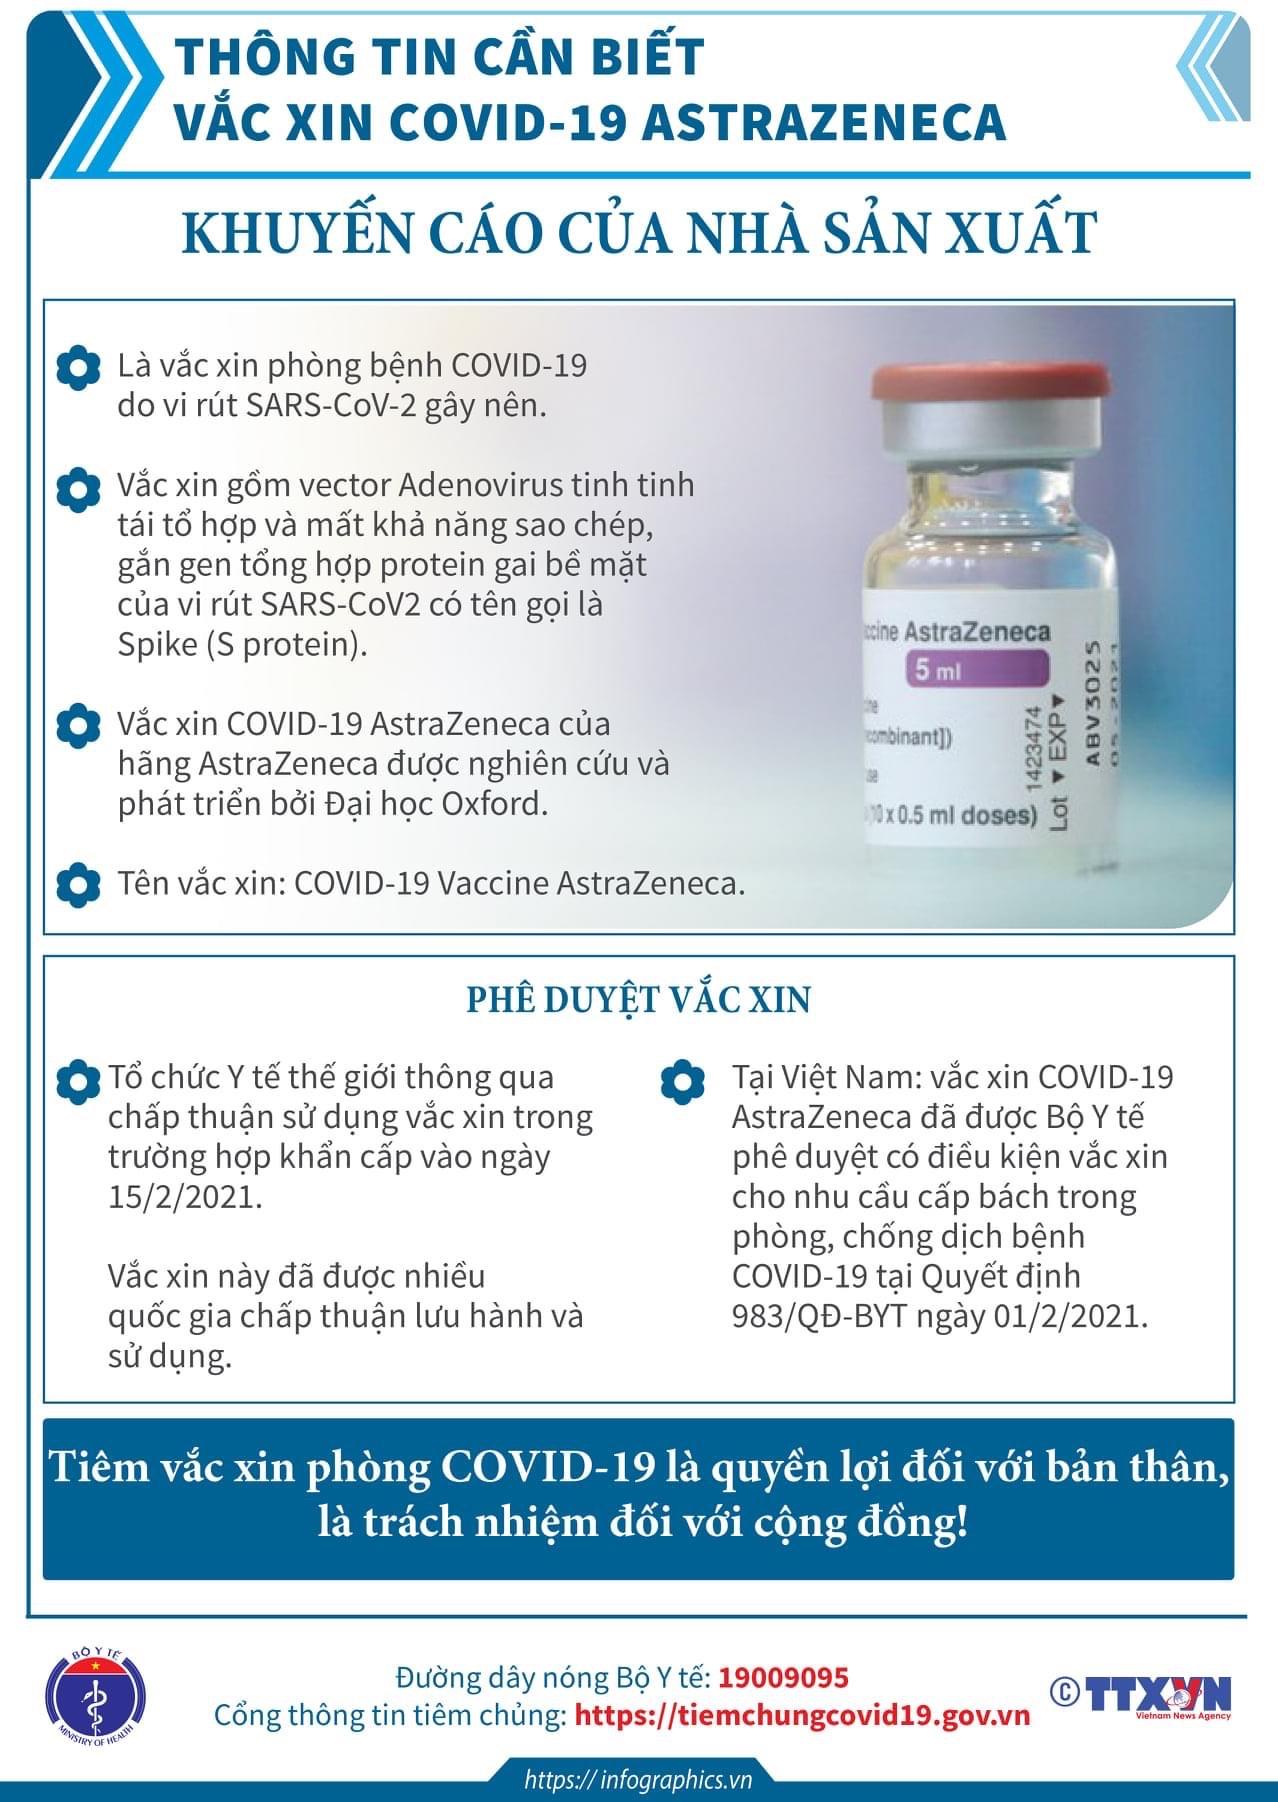 THÔNG TIN CẦN BIẾT
VẮC XIN COVID-19 ASTRAZENECA
KHUYẾN CÁO CỦA NHÀ SẢN XUẤT
Là vắc xin phòng bệnh COVID-19
do vi rút SARS-CoV-2 gây nên.
Vắc xin gồm vector Adenovirus tinh tinh
tái tổ hợp và mất khả năng sao chép,
gắn gen tổng hợp protein gai bề mặt
của vi rút SARS-CoV2 có tên gọi là
Spike (S protein).
Vắc xin COVID-19 AstraZeneca của
hãng AstraZeneca được nghiên cứu và
phát triển bởi Đại học Oxford.
Tên vắc xin: COVID-19 Vaccine AstraZeneca.
AstraZeneca
5 ml
10 x 0.5 ml doses)
1423474
Lot ▼ EXP▼
ABV3025
PHÊ DUYỆT VẮC XIN
Tổ chức Y tế thế giới thông qua
chấp thuận sử dụng vắc xin trong
trường hợp khẩn cấp vào ngày
15/2/2021.
Vắc xin này đã được nhiều
quốc gia chấp thuận lưu hành và
sử dụng.
Tại Việt Nam: vắc xin COVID-19
AstraZeneca đã được Bộ Y tế
phê duyệt có điều kiện vắc xin
cho nhu cầu cấp bách trong
phòng, chống dịch bệnh
COVID-19 tại Quyết định
983/QĐ-BYT ngày 01/2/2021.
Tiêm vắc xin phòng COVID-19 là quyền lợi đối với bản thân,
là trách nhiệm đối với cộng đồng!
BỘ Y TẾ
MINISTRY OF HEALTH
Đường dây nóng Bộ Y tế: 19009095
Cổng thông tin tiêm chủng: https://tiemchungcovid19.gov.vn
© TTXVN
Vietnam News Agency
https:// infographics.vn